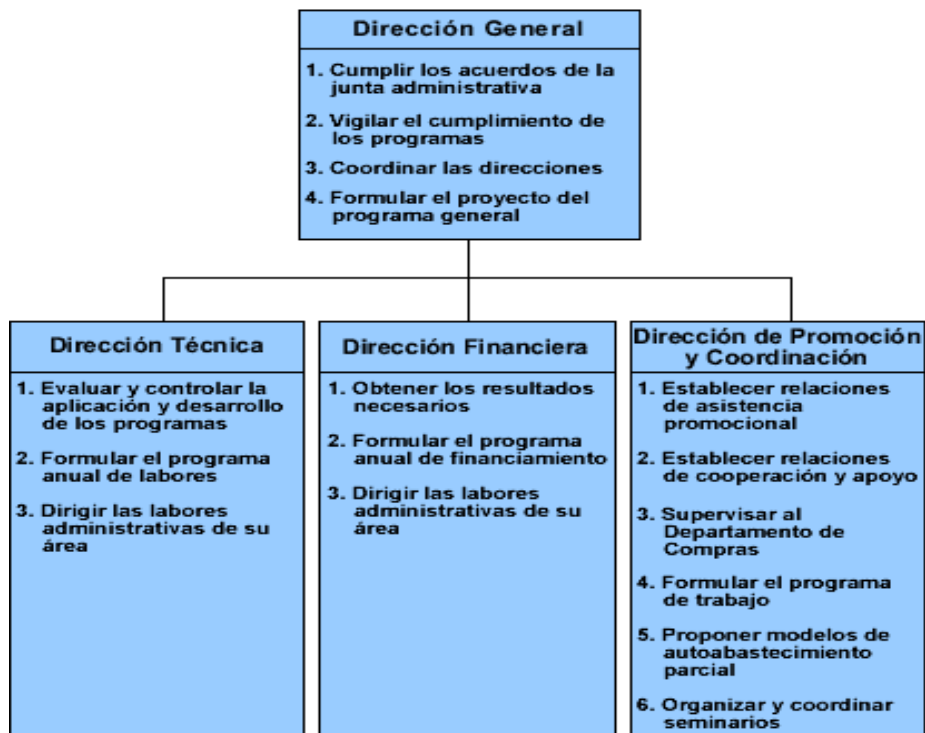 Dirección General
1. Cumplir los acuerdos de la
junta administrativa
2. Vigilar el cumplimiento de
los programas
3. Coordinar las direcciones
4. Formular el proyecto del
programa general
Dirección Técnica
1. Evaluar y controlar la
aplicación y desarrollo
de los programas
2. Formular el programa
anual de labores
3. Dirigir las labores
administrativas de su
área
Dirección Financiera
1. Obtener los resultados
necesarios
2. Formular el programa
anual de financiamiento
3. Dirigir las labores
administrativas de su
área
Dirección de Promoción
y Coordinación
1. Establecer relaciones
de asistencia
promocional
2. Establecer relaciones
de cooperación y apoyo
3. Supervisar al
Departamento de
Compras
4. Formular el programa
de trabajo
5. Proponer modelos de
autoabastecimiento
parcial
6. Organizar y coordinar
seminarios